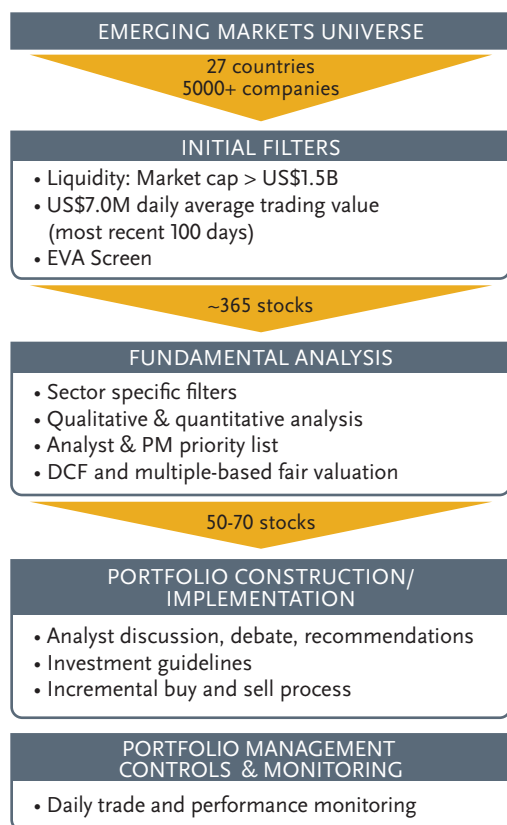 EMERGING MARKETS UNIVERSE
27 countries
5000+ companies
INITIAL FILTERS
• Liquidity: Market cap > US$1.5B
• US$7.0M daily average trading value
(most recent 100 days)
• EVA Screen
~365 stocks
FUNDAMENTAL ANALYSIS
• Sector specific filters
• Qualitative & quantitative analysis
• Analyst & PM priority list
• DCF and multiple-based fair valuation
50-70 stocks
PORTFOLIO CONSTRUCTION/
IMPLEMENTATION
• Analyst discussion, debate, recommendations
• Investment guidelines
• Incremental buy and sell process
PORTFOLIO MANAGEMENT
CONTROLS & MONITORING
• Daily trade and performance monitoring